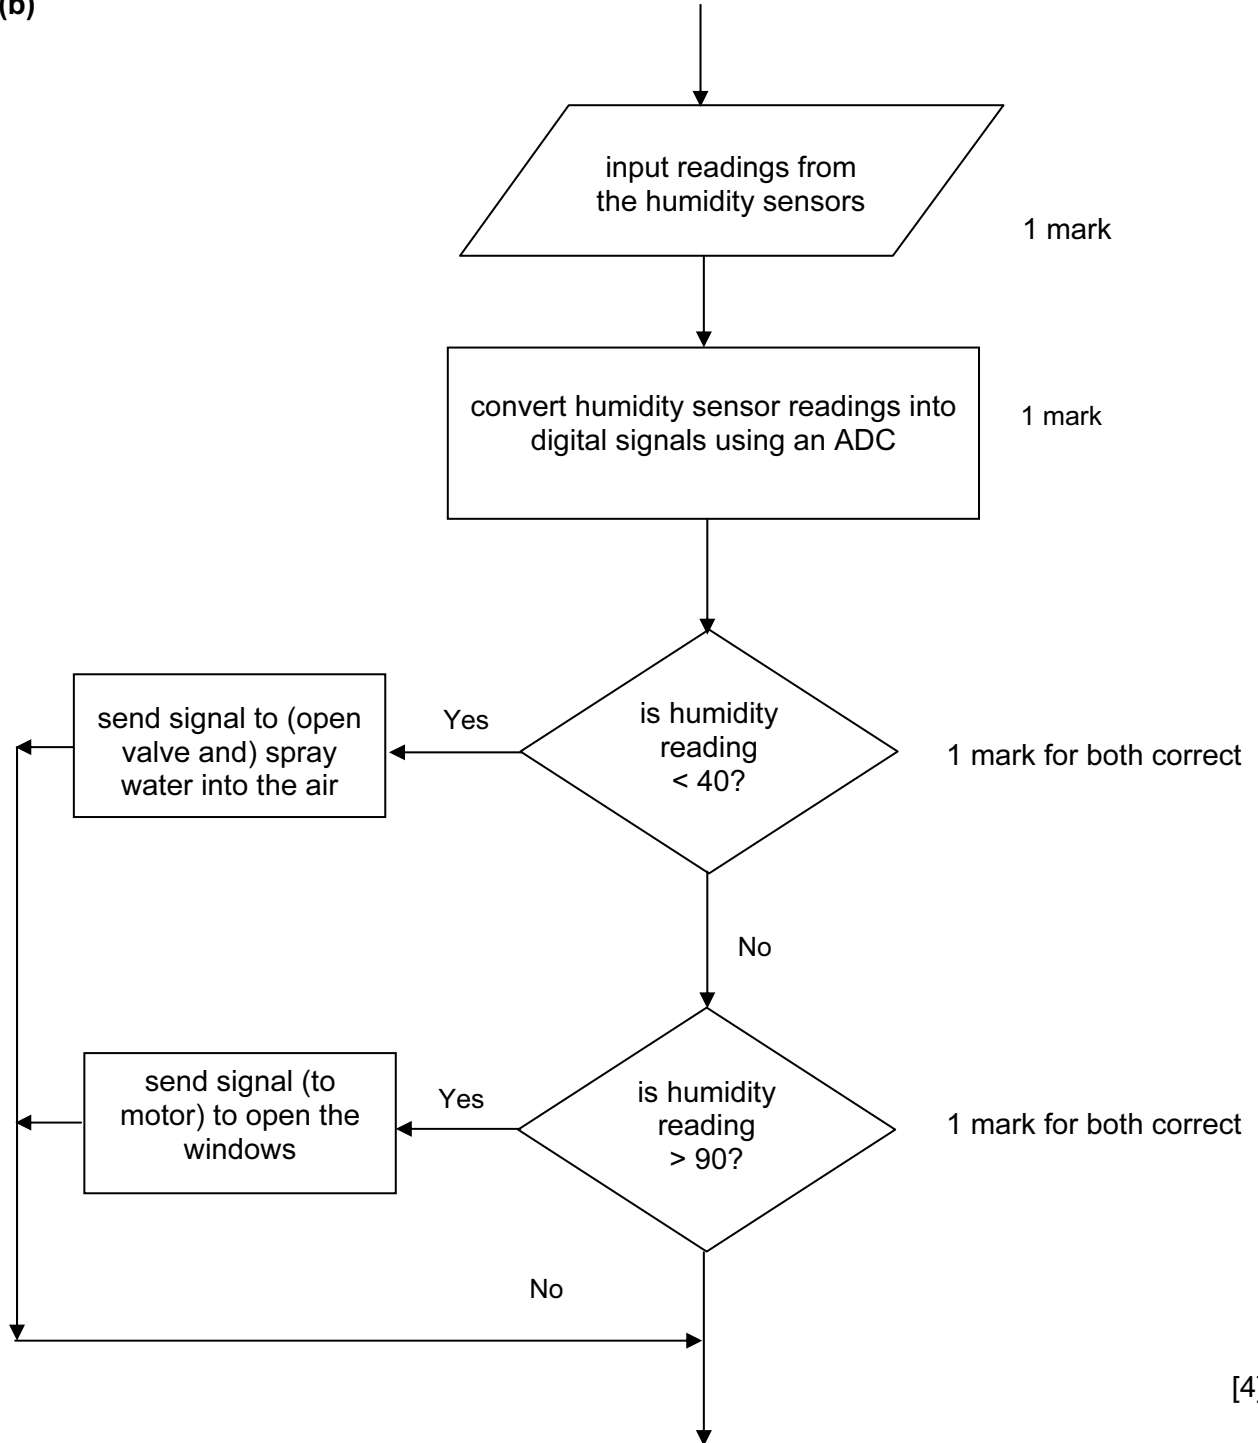 (b)
input readings from
the humidity sensors
1 mark
convert humidity sensor readings into
digital signals using an ADC
1 mark
send signal to (open
valve and) spray
water into the air
Yes
is humidity
reading
< 40?
1 mark for both correct
No
send signal (to
motor) to open the
windows
Yes
is humidity
reading
> 90?
1 mark for both correct
No
[4]